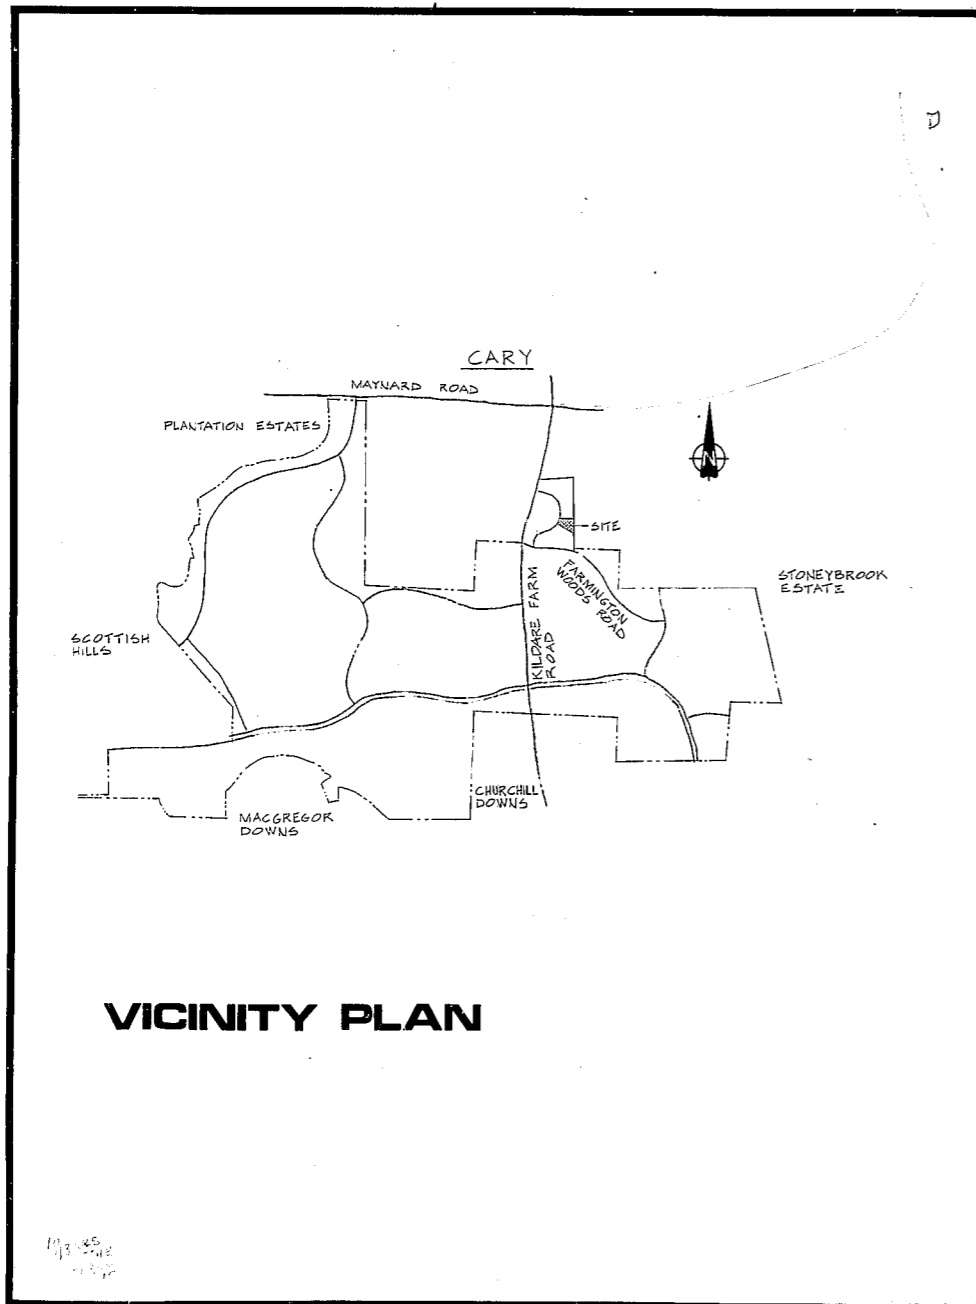 CARY
MAYNARD ROAD
PLANTATION ESTATES
N
SITE
STONEYBROOK
ESTATE
FARMINGTON
WOODS ROAD
KILDARE FARM
ROAD
SCOTTISH
HILLS
CHURCHILL
DOWNS
MACGREGOR
DOWNS
VICINITY PLAN